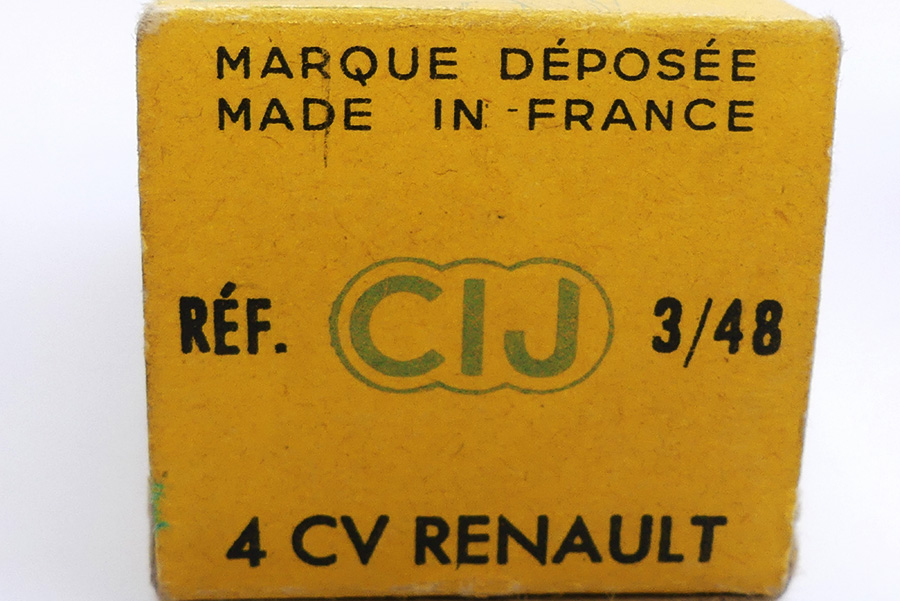 MARQUE DÉPOSÉE
MADE IN FRANCE
RÉF. CIJ 3/48
4 CV RENAULT